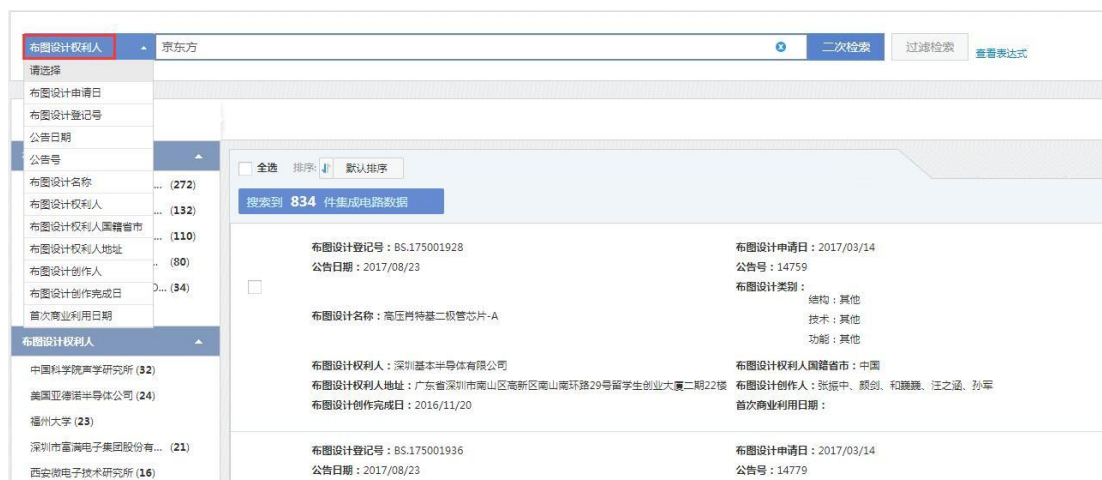 布图设计权利人 京东方 二次检索 过滤检索 查看表达式
请选择
布图设计申请日
布图设计登记号
公告日期
公告号
布图设计名称
布图设计权利人
布图设计权利人国籍省市
布图设计权利人地址
布图设计创作人
布图设计创作完成日
首次商业利用日期
... (272)
... (132)
... (110)
.. (80)
... (34)
布图设计权利人
中国科学院声学研究所 (32)
美国亚德诺半导体公司 (24)
福州大学 (23)
深圳市富满电子集团股份有... (21)
西安微电子技术研究所 (16)
全选 排序: 默认排序
搜索到 834 件集成电路数据
布图设计登记号：BS.175001928 布图设计申请日：2017/03/14
公告日期：2017/08/23 公告号：14759
布图设计类别：
结构：其他
布图设计名称：高压肖特基二极管芯片-A
技术：其他
功能：其他
布图设计权利人：深圳基本半导体有限公司 布图设计权利人国籍省市：中国
布图设计权利人地址：广东省深圳市南山区高新区南山南环路29号留学生创业大厦二期22楼 布图设计创作人：张振中、颜剑、和巍巍、汪之涵、孙军
布图设计创作完成日：2016/11/20 首次商业利用日期：
布图设计登记号：BS.175001936 布图设计申请日：2017/03/14
公告日期：2017/08/23 公告号：14779